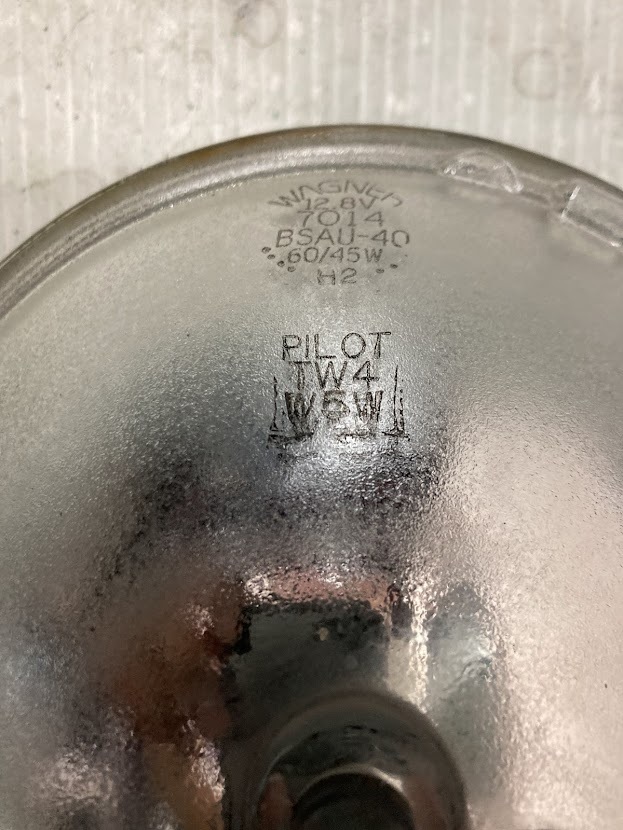 WAGNER
12.8V
7014
BSAU-40
60/45W
H2
PILOT
TW4
W5W